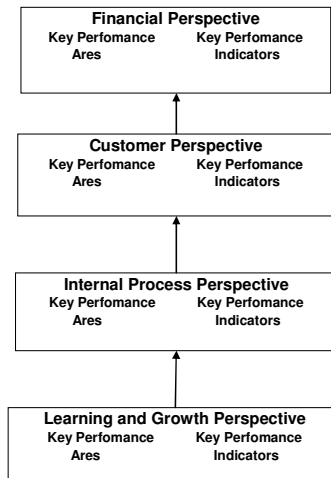 Financial Perspective
Key Perfomance Key Perfomance
Ares Indicators
Customer Perspective
Key Perfomance Key Perfomance
Ares Indicators
Internal Process Perspective
Key Perfomance Key Perfomance
Ares Indicators
Learning and Growth Perspective
Key Perfomance Key Perfomance
Ares Indicators